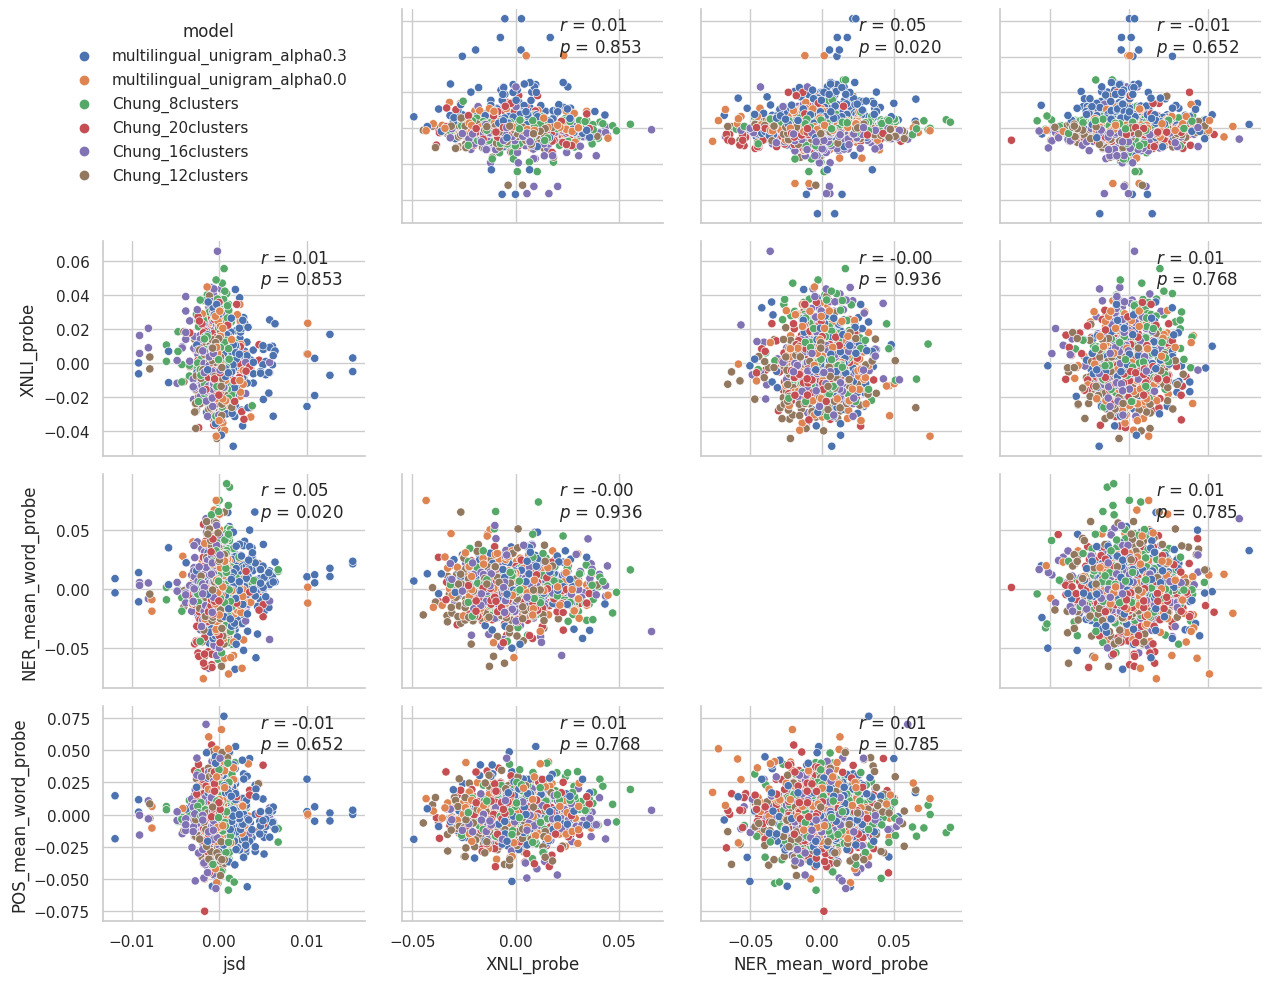 model
multilingual_unigram_alpha0.3
multilingual_unigram_alpha0.0
Chung_8clusters
Chung_20clusters
Chung_16clusters
Chung_12clusters
r = 0.01
p = 0.853
r = 0.05
p = 0.020
r = -0.01
p = 0.652
XNLI_probe
0.06
0.04
0.02
0.00
−0.02
−0.04
r = 0.01
p = 0.853
r = -0.00
p = 0.936
r = 0.01
p = 0.768
NER_mean_word_probe
0.05
0.00
−0.05
r = 0.05
p = 0.020
r = -0.00
p = 0.936
r = 0.01
p = 0.785
POS_mean_word_probe
0.075
0.050
0.025
0.000
−0.025
−0.050
−0.075
r = -0.01
p = 0.652
r = 0.01
p = 0.768
r = 0.01
p = 0.785
−0.01 0.00 0.01
jsd
−0.05 0.00 0.05
XNLI_probe
−0.05 0.00 0.05
NER_mean_word_probe